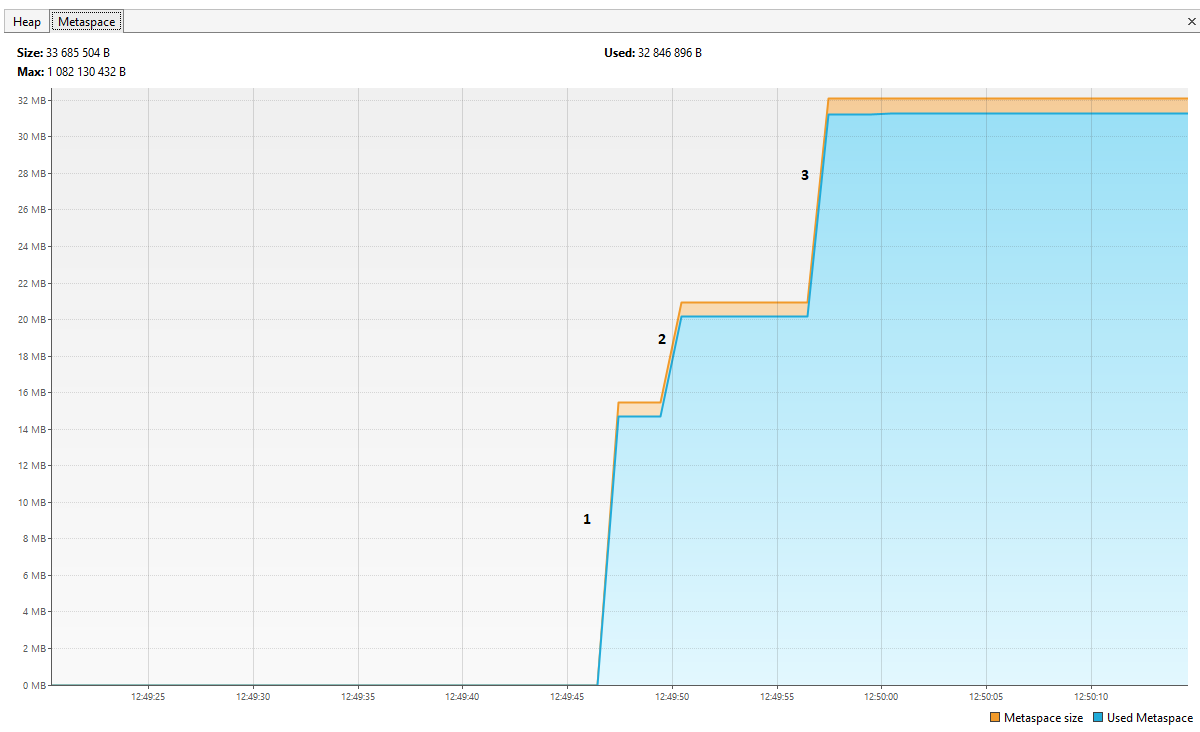 Heap Metaspace ×
Size: 33 685 504 B Used: 32 846 896 B
Max: 1 082 130 432 B
32 MB
30 MB
28 MB
26 MB
24 MB
22 MB
20 MB
18 MB
16 MB
14 MB
12 MB
10 MB
8 MB
6 MB
4 MB
2 MB
0 MB
1
2
3
12:49:25 12:49:30 12:49:35 12:49:40 12:49:45 12:49:50 12:49:55 12:50:00 12:50:05 12:50:10
Metaspace size Used Metaspace